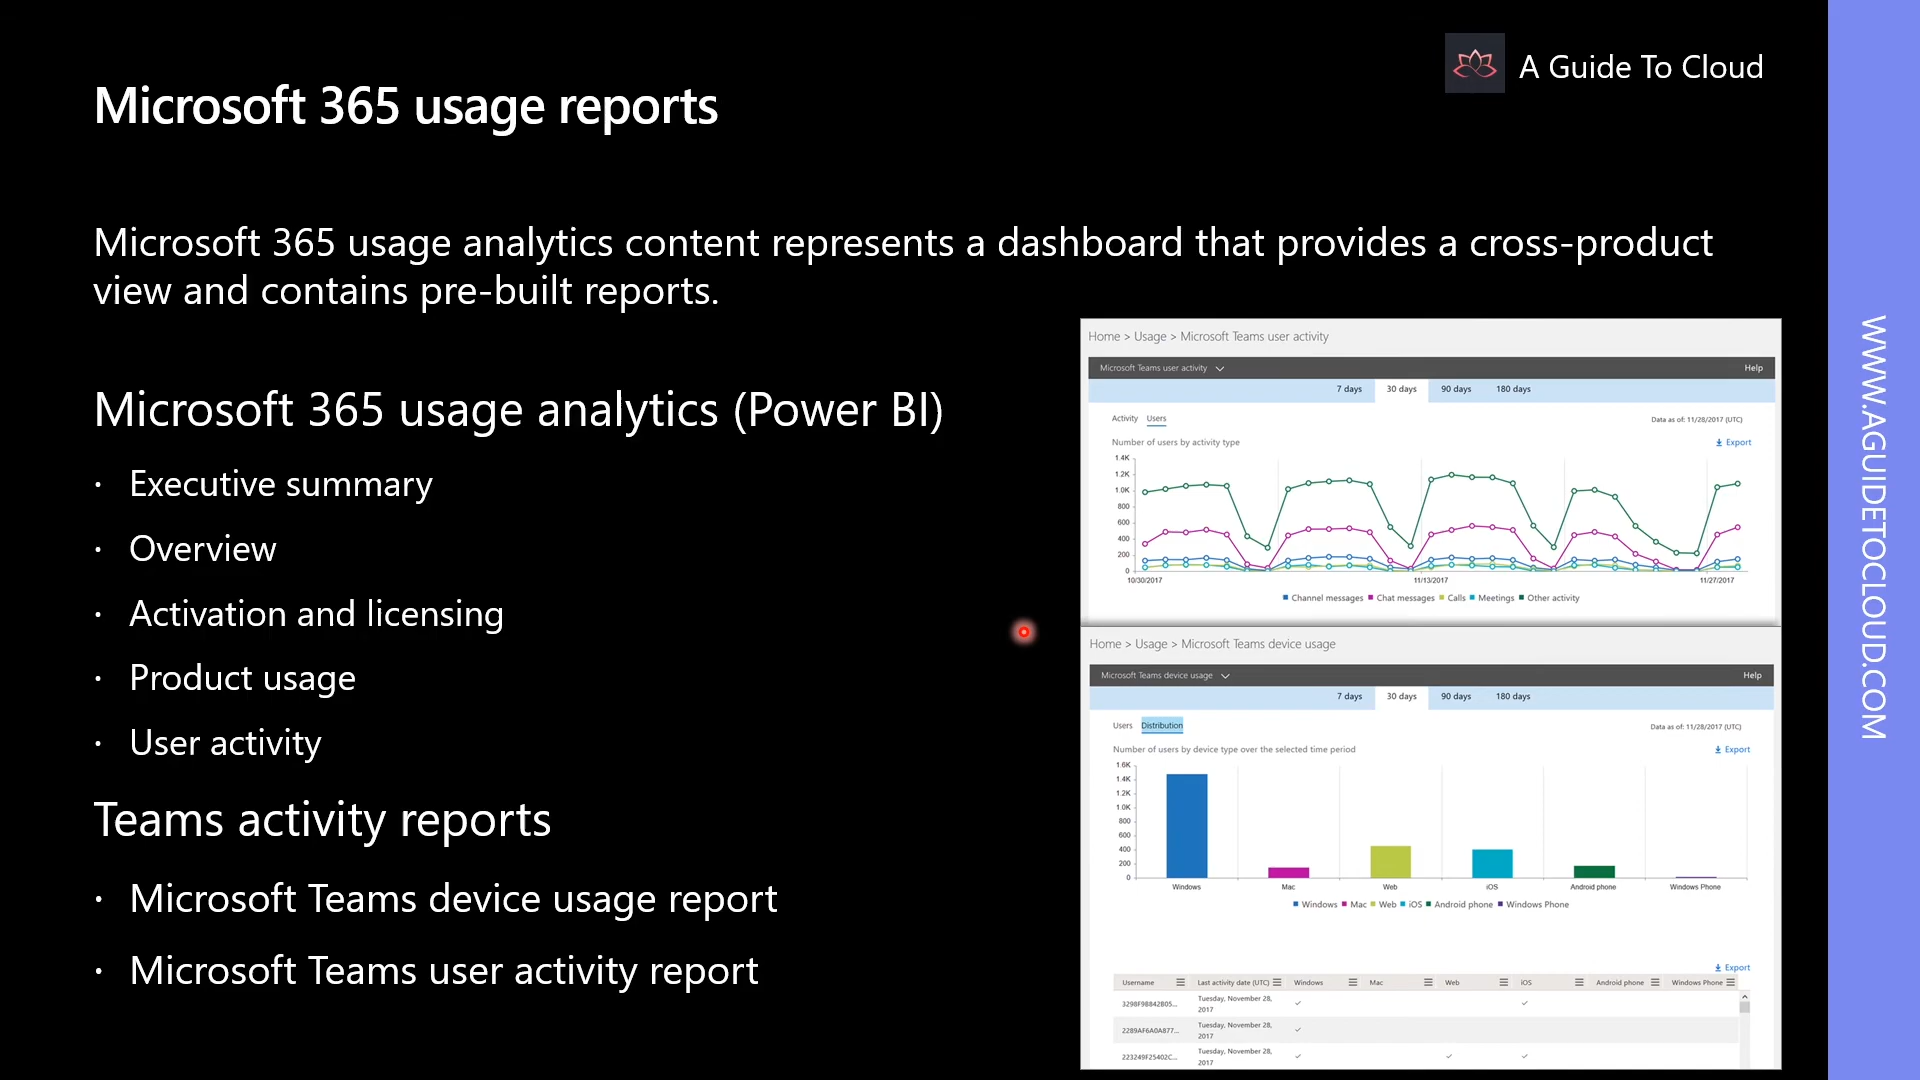 A Guide To Cloud
Microsoft 365 usage reports
Microsoft 365 usage analytics content represents a dashboard that provides a cross-product
view and contains pre-built reports.
Microsoft 365 usage analytics (Power BI)
• Executive summary
• Overview
• Activation and licensing
• Product usage
• User activity
Teams activity reports
• Microsoft Teams device usage report
• Microsoft Teams user activity report
Home > Usage > Microsoft Teams user activity
Microsoft Teams user activity Help
7 days 30 days 90 days 180 days
Activity Users Data as of: 11/28/2017 (UTC)
Number of users by activity type Export
1.4K
1.2K
1.0K
800
600
400
200
0
10/30/2017 11/13/2017 11/27/2017
Channel messages Chat messages Calls Meetings Other activity
Home > Usage > Microsoft Teams device usage
Microsoft Teams device usage Help
7 days 30 days 90 days 180 days
Users Distribution Data as of: 11/28/2017 (UTC)
Number of users by device type over the selected time period Export
1.6K
1.4K
1.2K
1.0K
800
600
400
200
0
Windows Mac Web iOS Android phone Windows Phone
Windows Mac Web iOS Android phone Windows Phone
Export
Username Last activity date (UTC) Windows Mac Web iOS Android phone Windows Phone
3298F9B842B05... Tuesday, November 28,
2017
2289AF6A0A877... Tuesday, November 28,
2017
223249F25402C... Tuesday, November 28,
2017
WWW.AGUIDETOCLOUD.COM